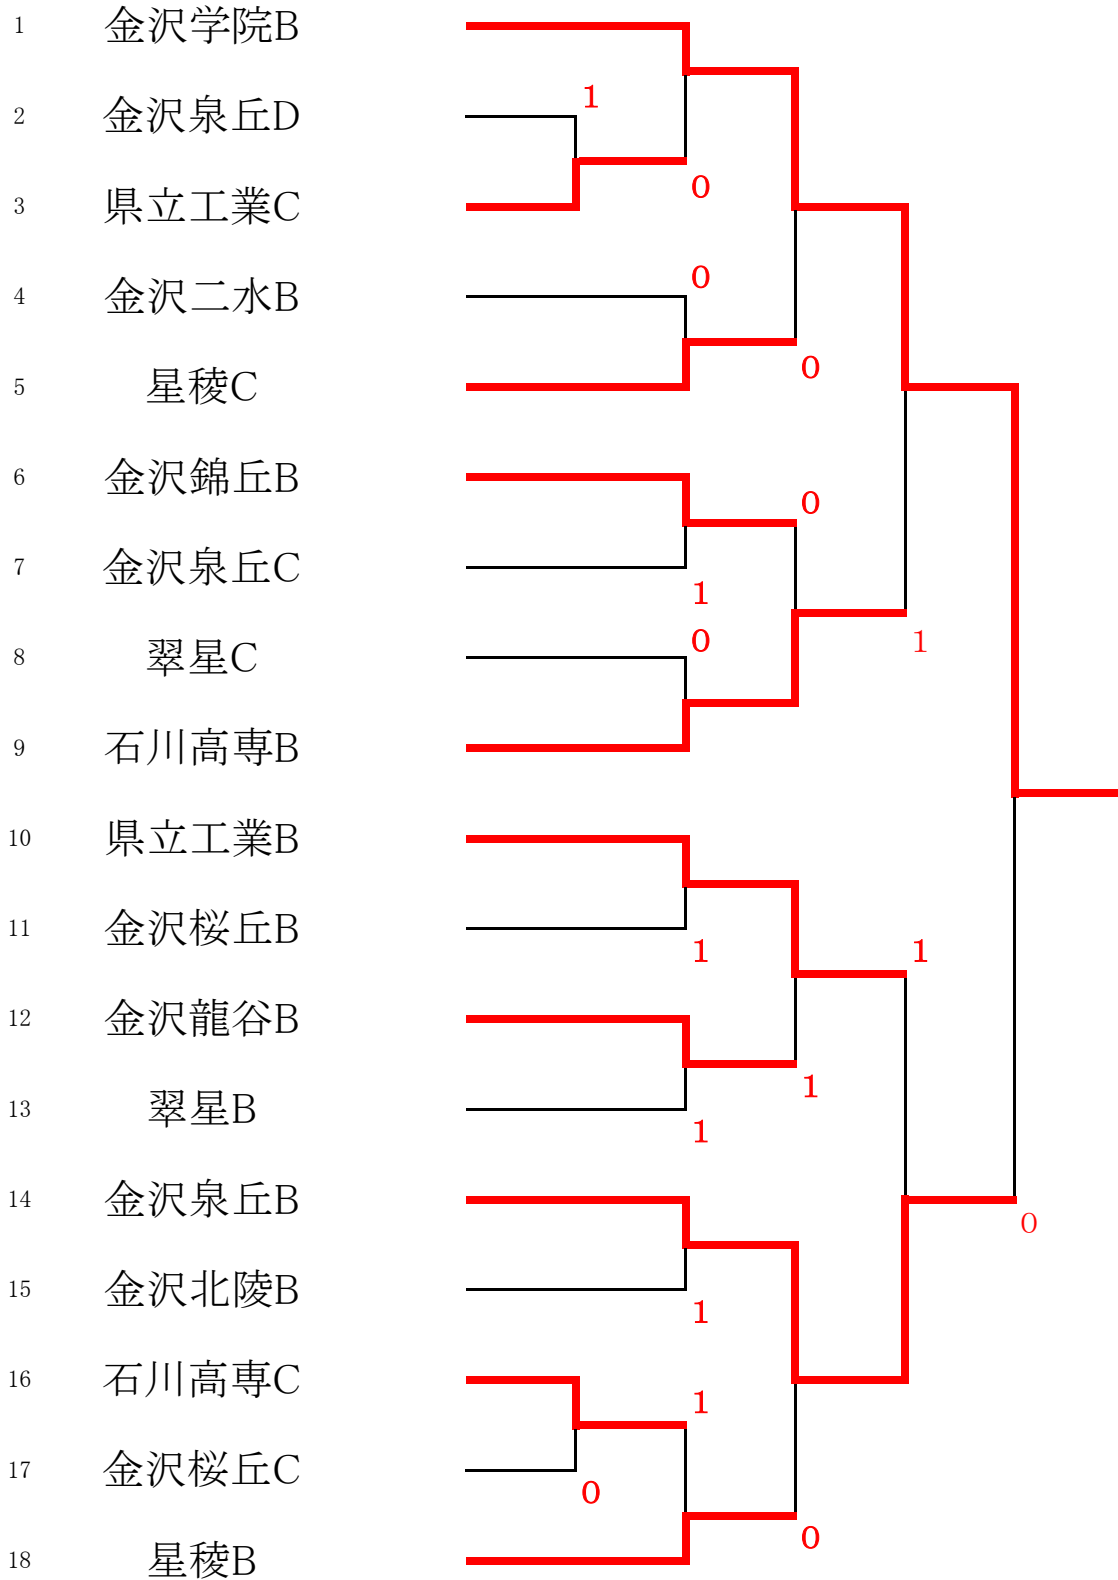 1 金沢学院B
1
2 金沢泉丘D
0
3 県立工業C
0
4 金沢二水B
0
5 星稜C
6 金沢錦丘B
0
7 金沢泉丘C
1
0
1
8 翠星C
9 石川高専B
10 県立工業B
11 金沢桜丘B
1
1
12 金沢龍谷B
1
13 翠星B
1
14 金沢泉丘B
0
15 金沢北陵B
1
16 石川高専C
1
17 金沢桜丘C
0
0
18 星稜B